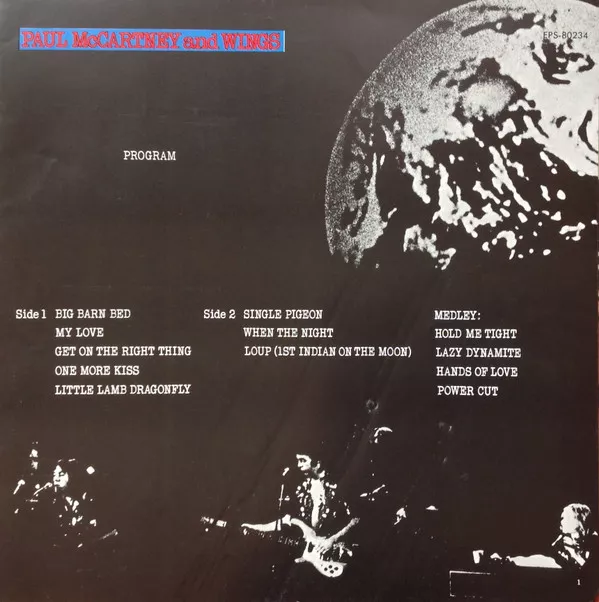 PAUL McCARTNEY and WINGS
EPS-80234
PROGRAM
Side 1 BIG BARN BED
MY LOVE
GET ON THE RIGHT THING
ONE MORE KISS
LITTLE LAMB DRAGONFLY
Side 2 SINGLE PIGEON
WHEN THE NIGHT
LOUP (1ST INDIAN ON THE MOON)
MEDLEY:
HOLD ME TIGHT
LAZY DYNAMITE
HANDS OF LOVE
POWER CUT
1